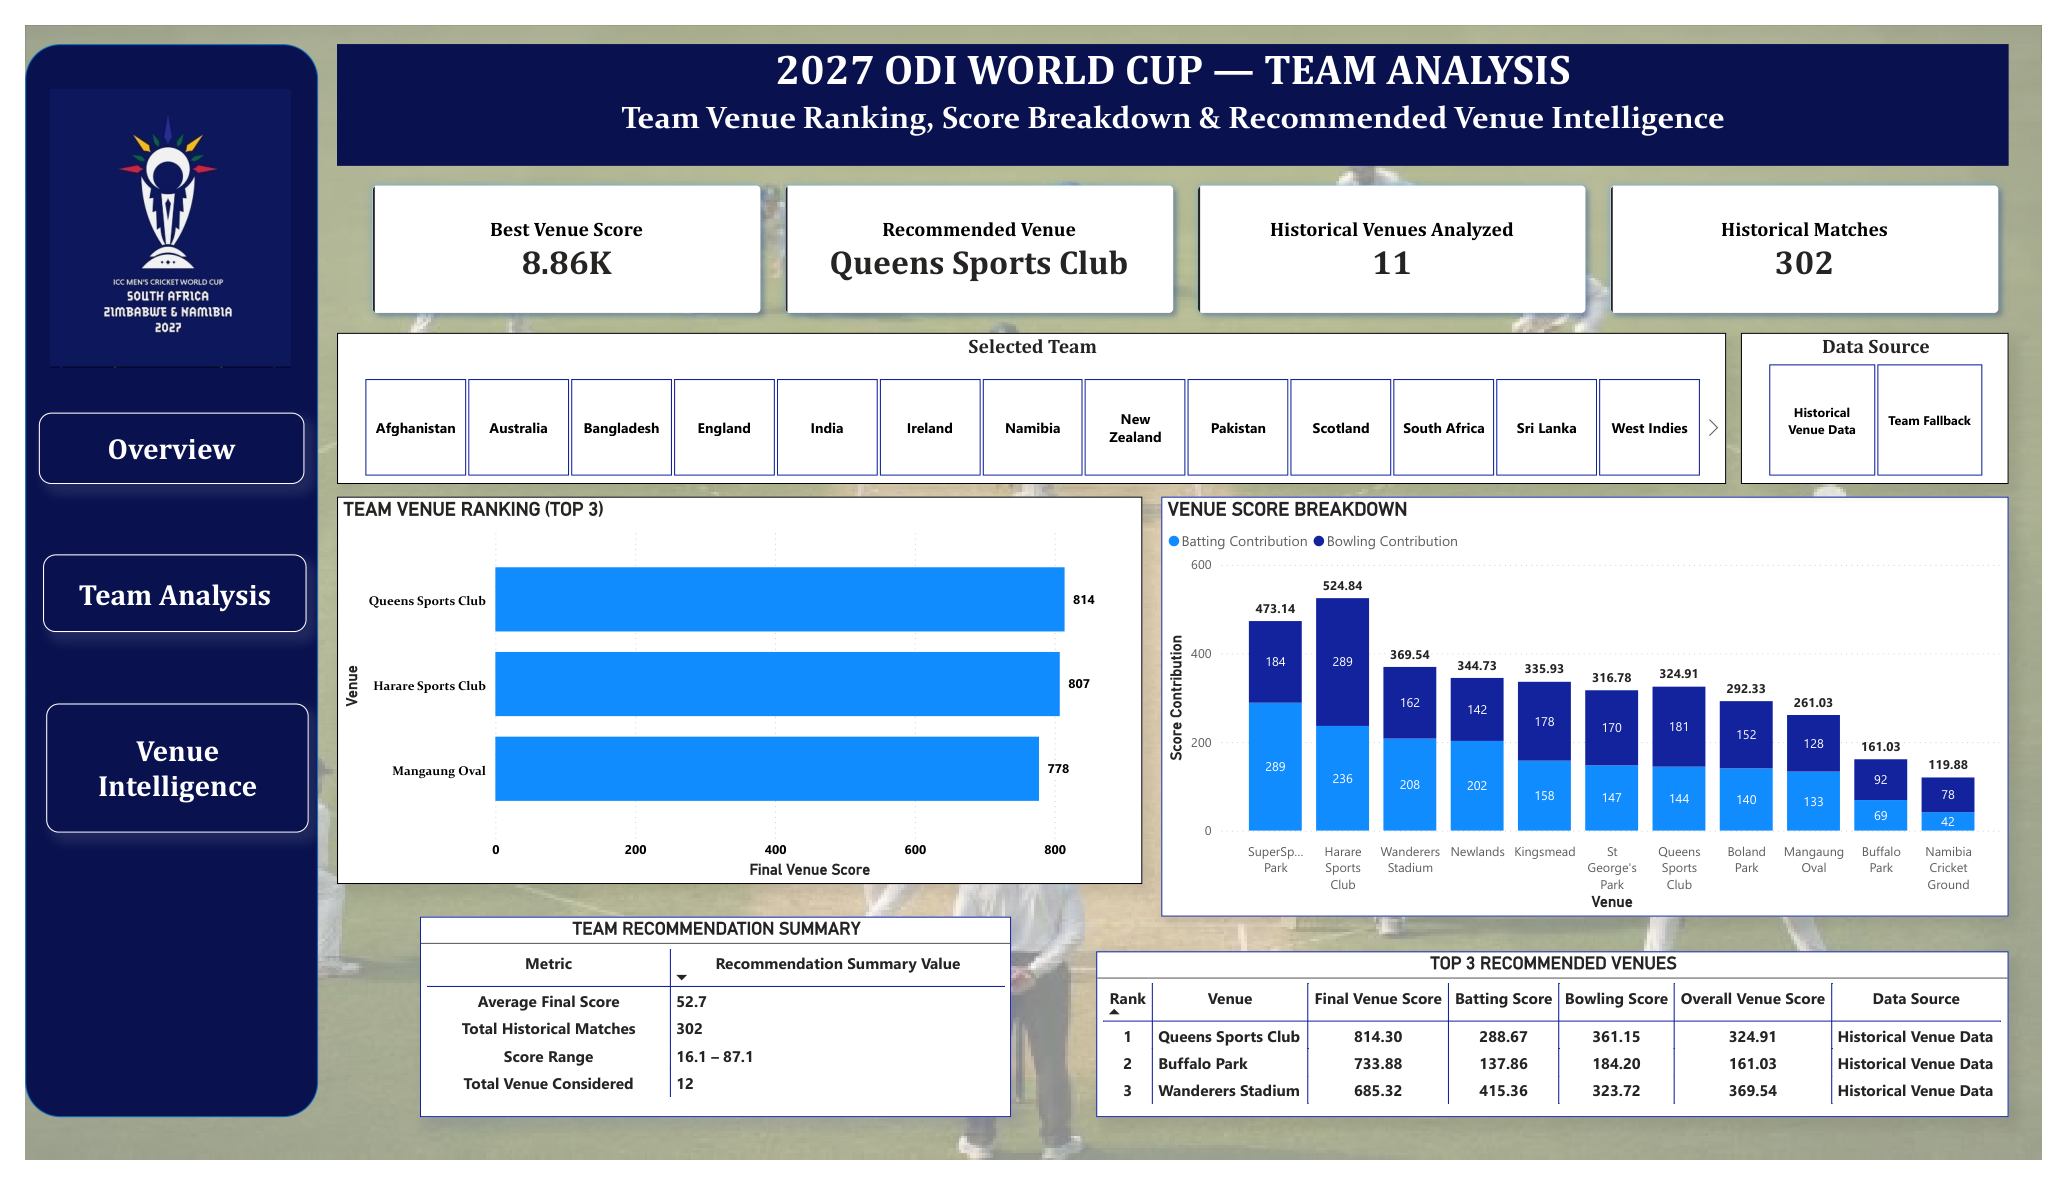 2027 ODI WORLD CUP — TEAM ANALYSIS
Team Venue Ranking, Score Breakdown & Recommended Venue Intelligence
ICC MEN'S CRICKET WORLD CUP
SOUTH AFRICA
ZIMBABWE & NAMIBIA
2027
Overview
Team Analysis
Venue
Intelligence
Best Venue Score
8.86K
Recommended Venue
Queens Sports Club
Historical Venues Analyzed
11
Historical Matches
302
Selected Team
Afghanistan
Australia
Bangladesh
England
India
Ireland
Namibia
New
Zealand
Pakistan
Scotland
South Africa
Sri Lanka
West Indies
Data Source
Historical
Venue Data
Team Fallback
TEAM VENUE RANKING (TOP 3)
Venue
Queens Sports Club 814
Harare Sports Club 807
Mangaung Oval 778
0 200 400 600 800
Final Venue Score
VENUE SCORE BREAKDOWN
Batting Contribution Bowling Contribution
Score Contribution
600
400
200
0
473.14
184
289
524.84
289
236
369.54
162
208
344.73
142
202
335.93
178
158
316.78
170
147
324.91
181
144
292.33
152
140
261.03
128
133
161.03
92
69
119.88
78
42
SuperSp...
Park
Harare
Sports
Club
Wanderers
Stadium
Newlands
Kingsmead
St
George's
Park
Queens
Sports
Club
Boland
Park
Mangaung
Oval
Buffalo
Park
Namibia
Cricket
Ground
Venue
TEAM RECOMMENDATION SUMMARY
Metric Recommendation Summary Value
Average Final Score 52.7
Total Historical Matches 302
Score Range 16.1 – 87.1
Total Venue Considered 12
TOP 3 RECOMMENDED VENUES
Rank Venue Final Venue Score Batting Score Bowling Score Overall Venue Score Data Source
1 Queens Sports Club 814.30 288.67 361.15 324.91 Historical Venue Data
2 Buffalo Park 733.88 137.86 184.20 161.03 Historical Venue Data
3 Wanderers Stadium 685.32 415.36 323.72 369.54 Historical Venue Data